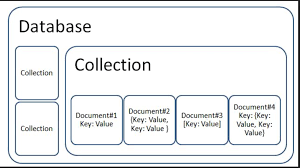 Database
Collection
Collection
Collection
Document#1
Key: Value
Document#2
{Key: Value,
Key: Value }
Document#3
[Key: Value]
Document#4
Key: {Key:
Value, Key:
Value}